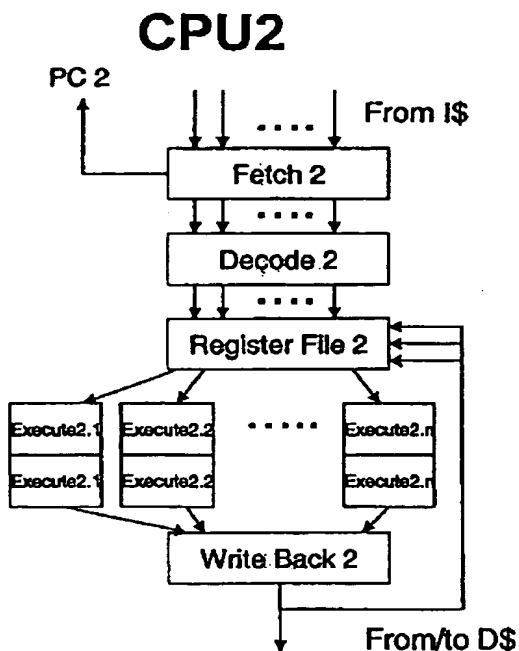 CPU2
PC 2
From I$
Fetch 2
Decode 2
Register File 2
Execute2.1 Execute2.2 Execute2.n
Execute2.1 Execute2.2 Execute2.n
Write Back 2
From/to D$